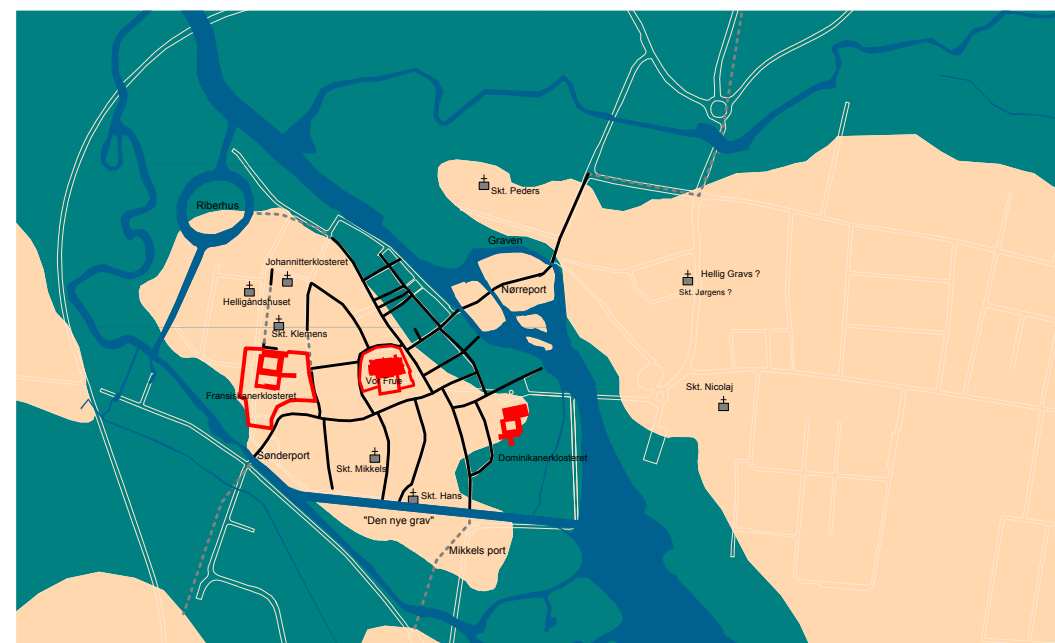 Skt. Peders
Riberhus
Graven
Johannitterklosteret
Hellig Gravs ?
Nørreport
Skt. Jørgens ?
Helligåndshuset
Skt. Klemens
Vor Frue
Skt. Nicolaj
Fransiskanerklosteret
Sønderport
Dominikanerklosteret
Skt. Mikkels
Skt. Hans
"Den nye grav"
Mikkels port